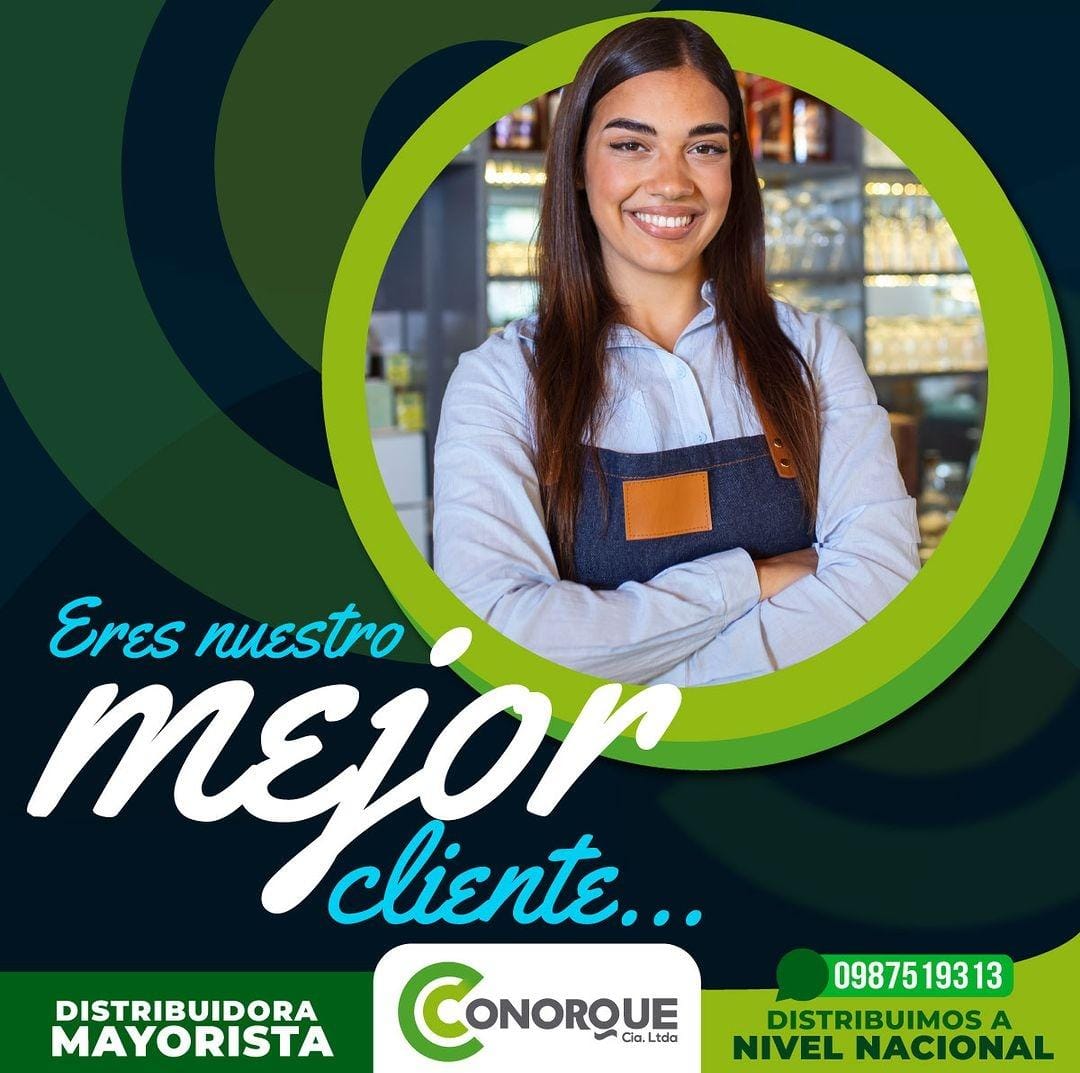 Eres nuestro
mejor
cliente...
DISTRIBUIDORA
MAYORISTA
CONORQUE
Cia. Ltda
0987519313
DISTRIBUIMOS A
NIVEL NACIONAL